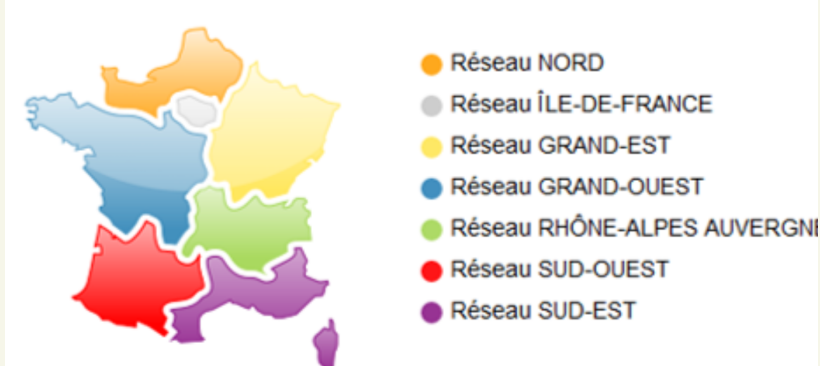 Réseau NORD
Réseau ÎLE-DE-FRANCE
Réseau GRAND-EST
Réseau GRAND-OUEST
Réseau RHÔNE-ALPES AUVERGNE
Réseau SUD-OUEST
Réseau SUD-EST